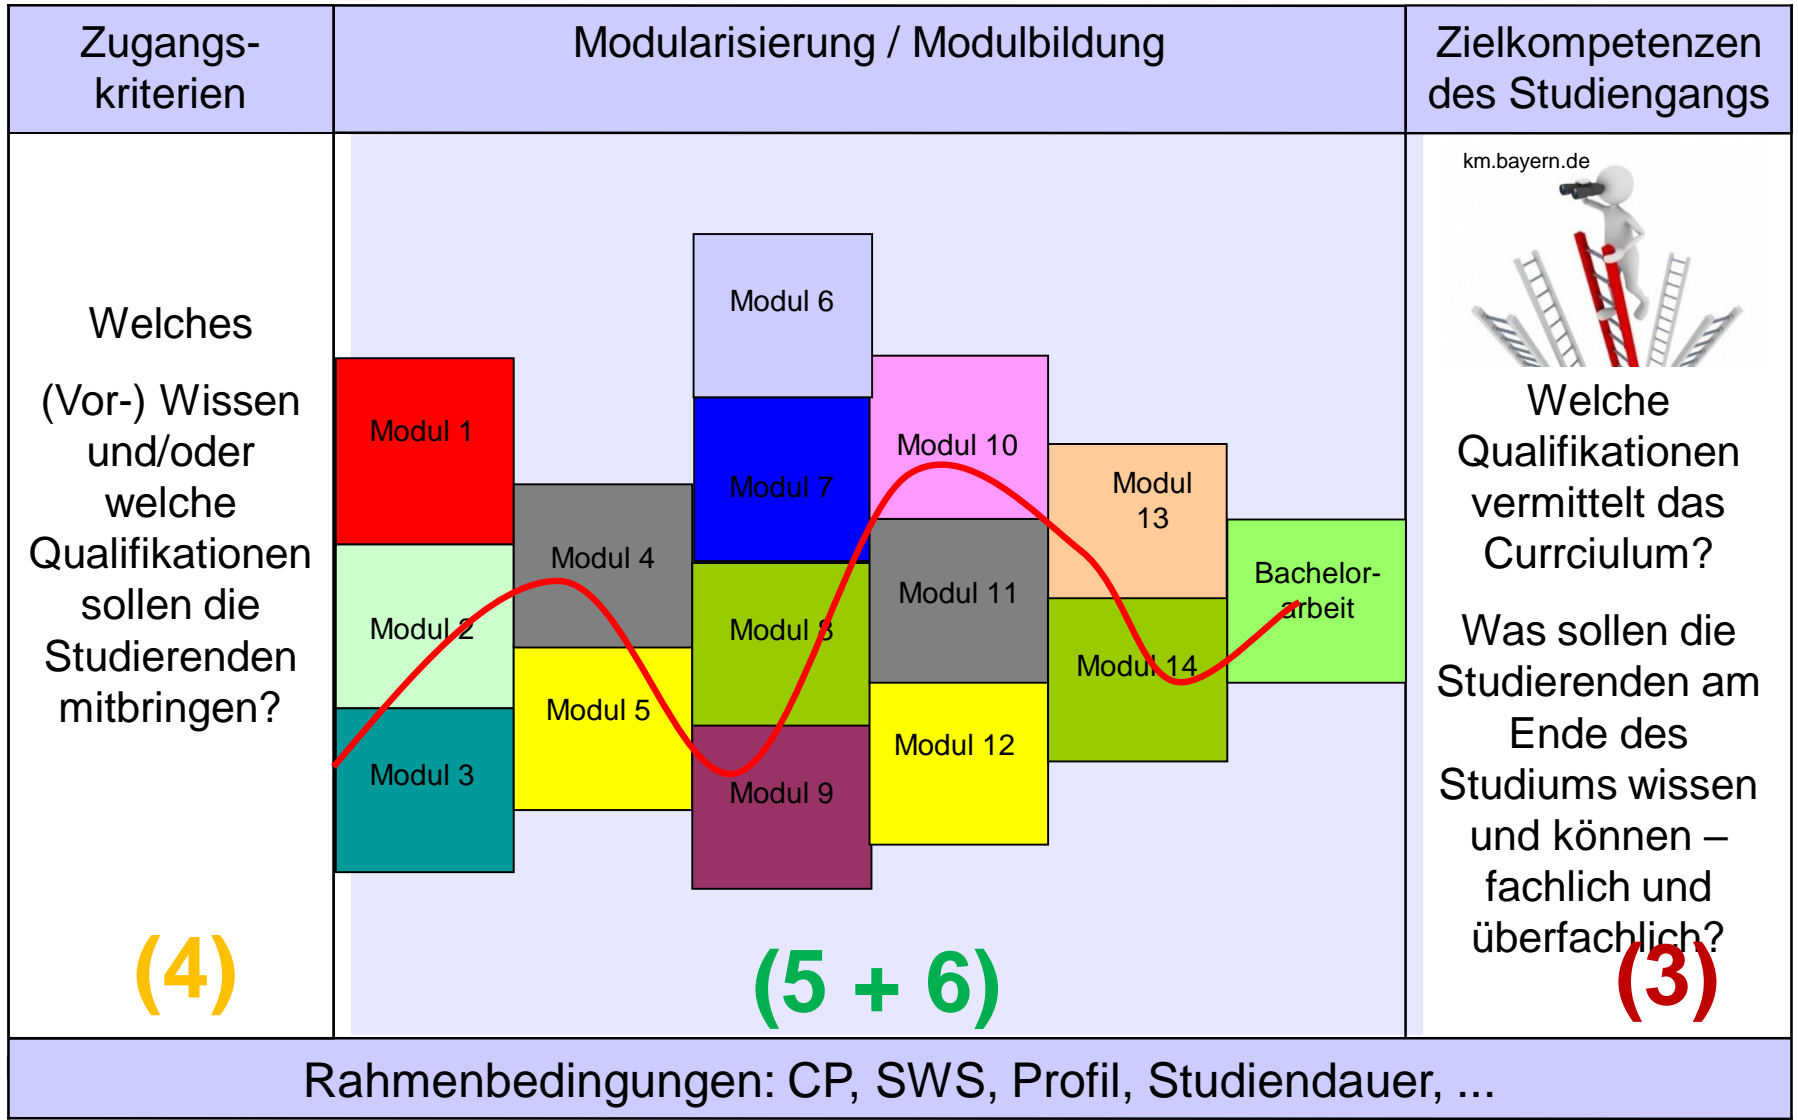 Zugangs-
kriterien
Modularisierung / Modulbildung
Zielkompetenzen
des Studiengangs
Welches
(Vor-) Wissen
und/oder
welche
Qualifikationen
sollen die
Studierenden
mitbringen?
(4)
Modul 1
Modul 2
Modul 3
Modul 4
Modul 5
Modul 6
Modul 7
Modul 8
Modul 9
Modul 10
Modul 11
Modul 12
Modul
13
Modul 14
Bachelor-
arbeit
(5 + 6)
km.bayern.de
Welche
Qualifikationen
vermittelt das
Currciulum?
Was sollen die
Studierenden am
Ende des
Studiums wissen
und können –
fachlich und
überfachlich?
(3)
Rahmenbedingungen: CP, SWS, Profil, Studiendauer, ...